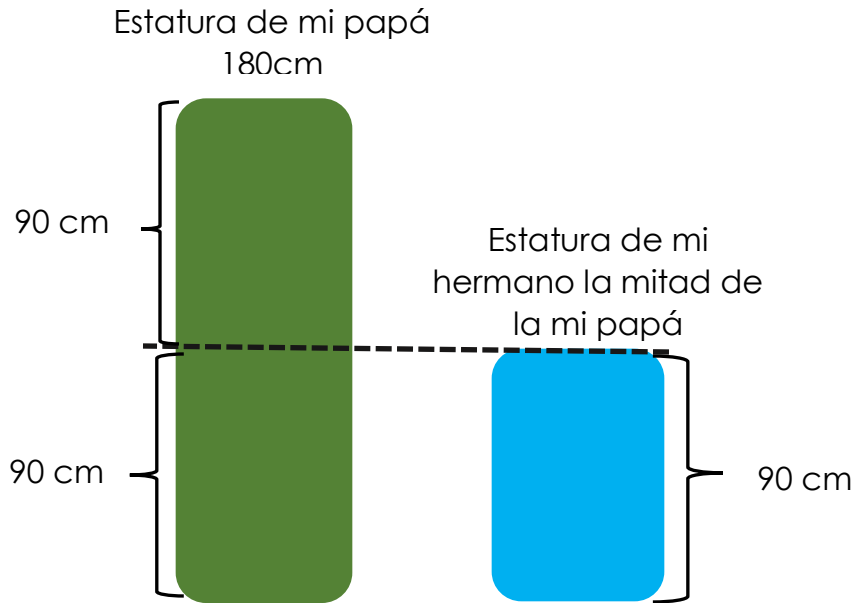 Estatura de mi papá
180cm
90 cm
Estatura de mi
hermano la mitad de
la mi papá
90 cm
90 cm